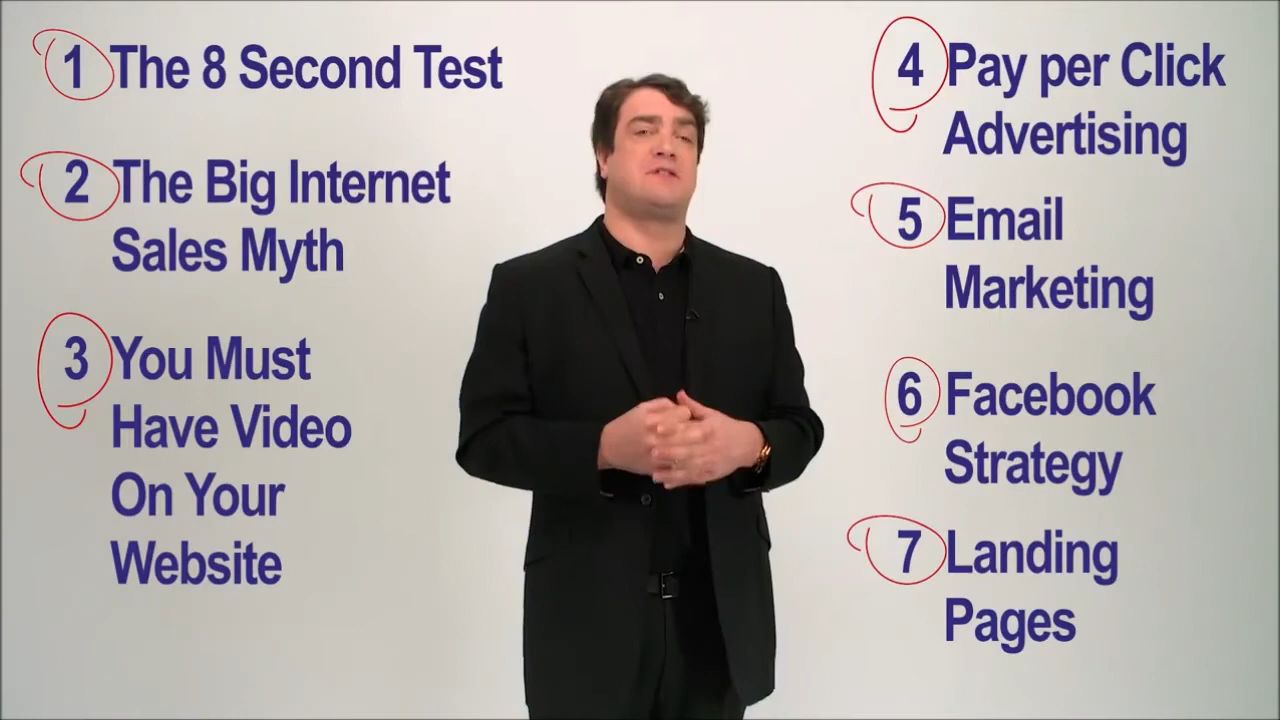 1 The 8 Second Test
2 The Big Internet
Sales Myth
3 You Must
Have Video
On Your
Website
4 Pay per Click
Advertising
5 Email
Marketing
6 Facebook
Strategy
7 Landing
Pages